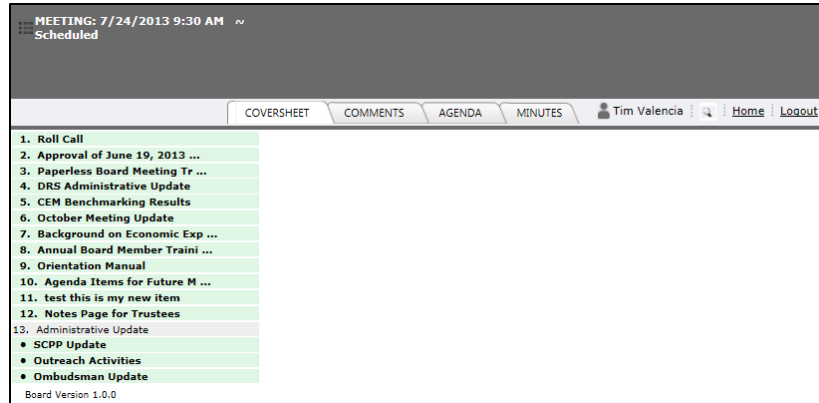 MEETING: 7/24/2013 9:30 AM ~
Scheduled
COVERSHEET COMMENTS AGENDA MINUTES Tim Valencia Home Logout
1. Roll Call
2. Approval of June 19, 2013 ...
3. Paperless Board Meeting Tr ...
4. DRS Administrative Update
5. CEM Benchmarking Results
6. October Meeting Update
7. Background on Economic Exp ...
8. Annual Board Member Traini ...
9. Orientation Manual
10. Agenda Items for Future M ...
11. test this is my new item
12. Notes Page for Trustees
13. Administrative Update
• SCPP Update
• Outreach Activities
• Ombudsman Update
Board Version 1.0.0